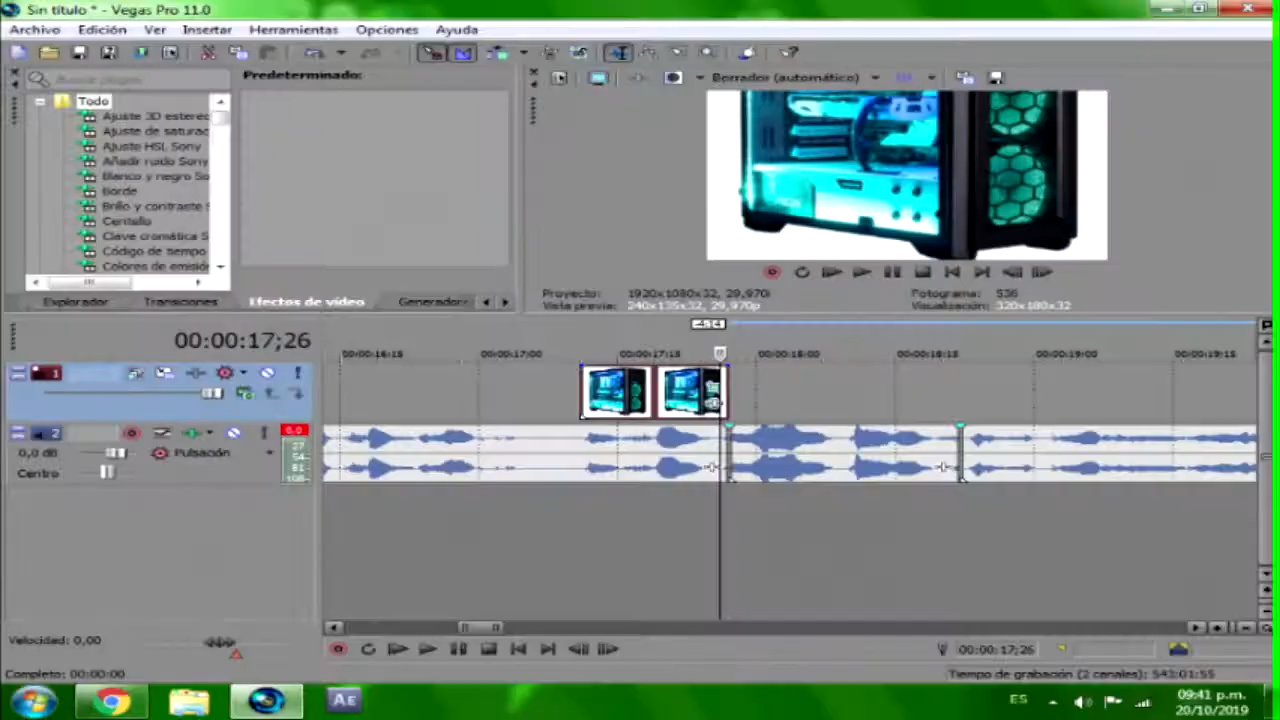 Sin título * - Vegas Pro 11.0
Archivo Edición Ver Insertar Herramientas Opciones Ayuda
Predeterminado:
Borrador (automático)
Todo
Ajuste 3D estereo
Ajuste de saturac
Ajuste HSL Sony
Añadir ruido Sony
Blanco y negro So
Borde
Brillo y contraste S
Centello
Clave cromática S
Código de tiempo
Colores de emisión
Explorador Transiciones Efectos de vídeo Generador
Proyecto: 1920x1080x32, 29,970i
Fotograma: 536
Vista previa: 240x135x32, 29,970p
Visualización: 320x180x32
-4:14
00:00:17;26
00:00:16:15 00:00:17:00 00:00:17:15 00:00:18:00 00:00:18:15 00:00:19:00 00:00:19:15
1
2
0.0
0,0 dB
Pulsación
27
54
81
108
Centro
Velocidad: 0,00
00:00:17;26
Completo: 00:00:00
Tiempo de grabación (2 canales): 543:01:55
AE
ES
09:41 p.m.
20/10/2019